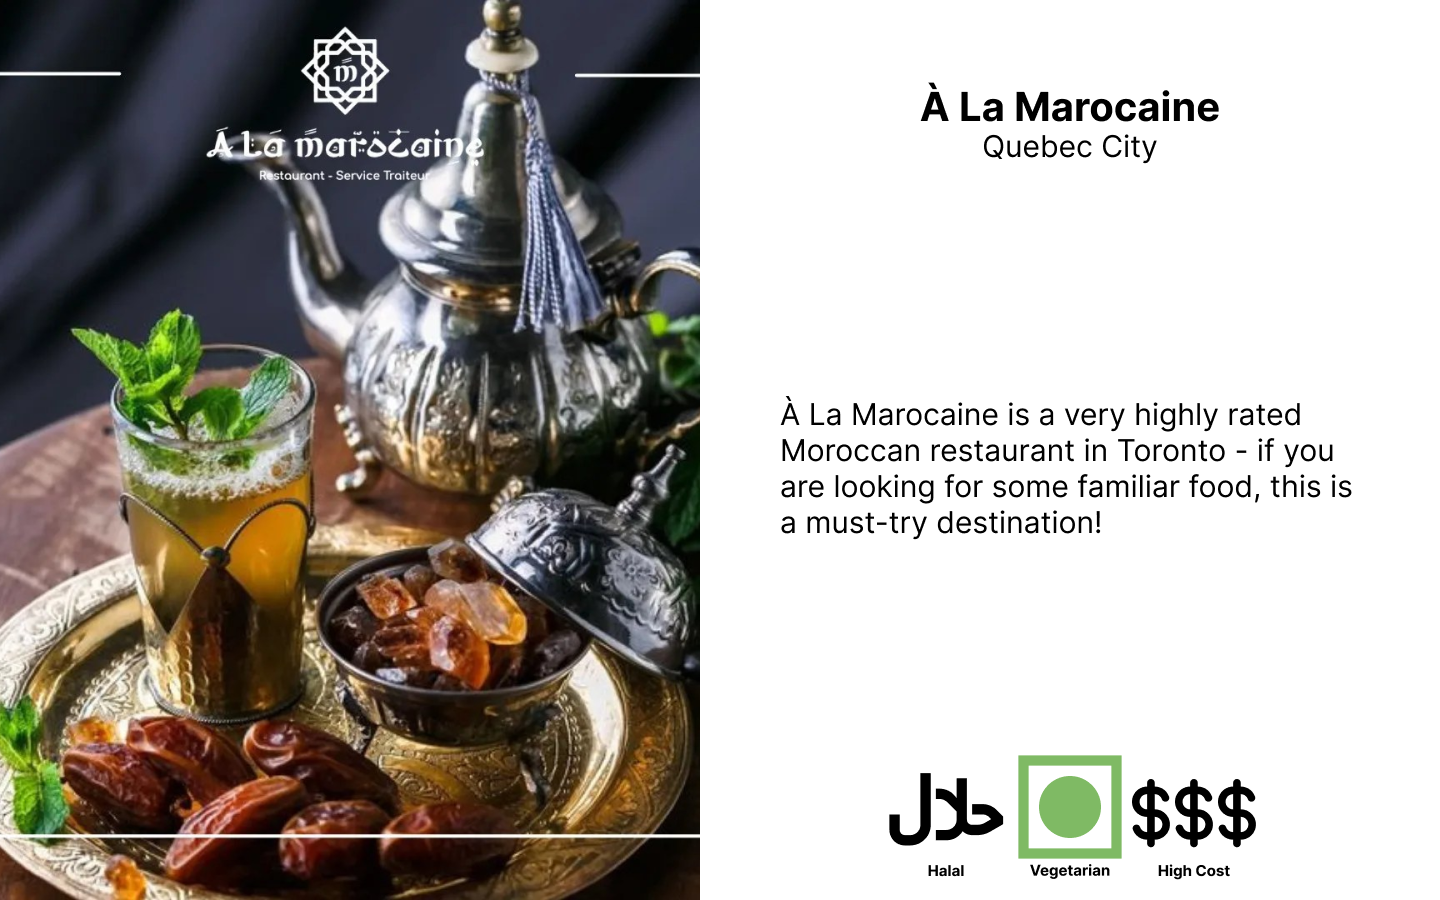 m
À La marocaine
Restaurant - Service Traiteur
À La Marocaine
Quebec City
À La Marocaine is a very highly rated
Moroccan restaurant in Toronto - if you
are looking for some familiar food, this is
a must-try destination!
حلال
$$$
Halal
Vegetarian
High Cost